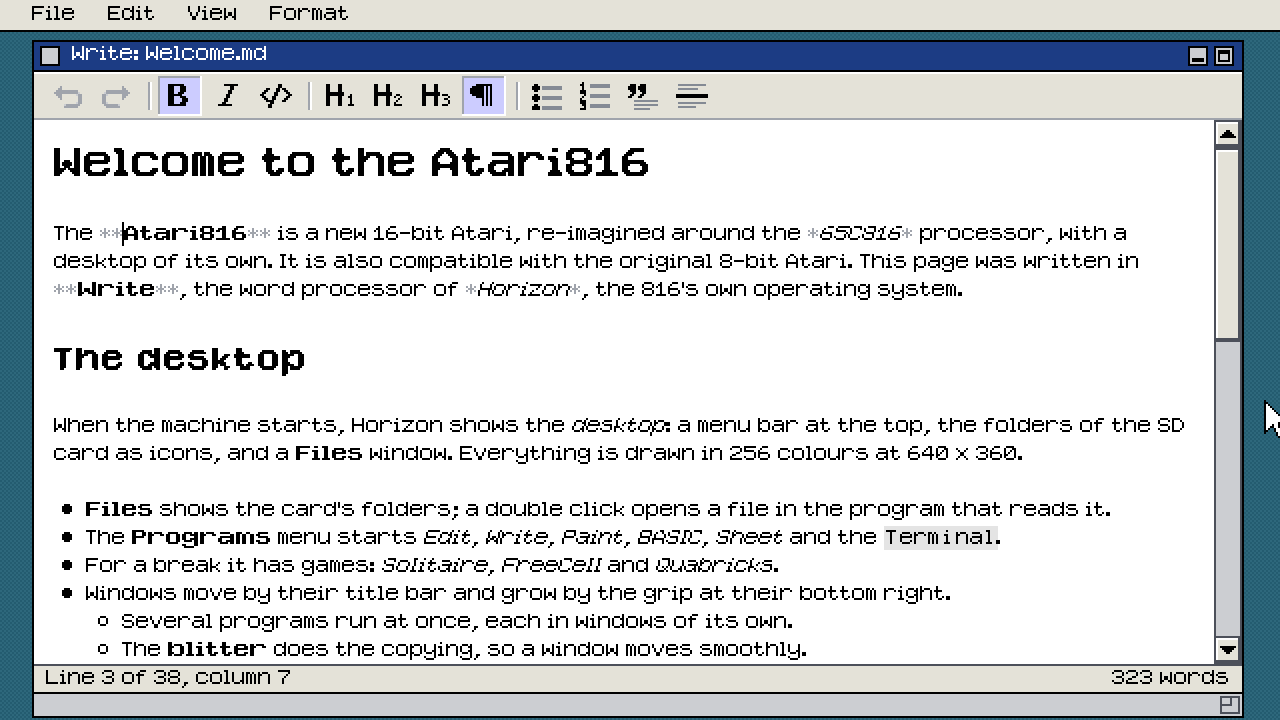 File Edit View Format
Write: Welcome.md
B I </> H1 H2 H3 ¶
Welcome to the Atari816
The **Atari816** is a new 16-bit Atari, re-imagined around the *65C816* processor, with a
desktop of its own. It is also compatible with the original 8-bit Atari. This page was written in
**Write**, the word processor of *Horizon*, the 816's own operating system.
The desktop
When the machine starts, Horizon shows the desktop: a menu bar at the top, the folders of the SD
card as icons, and a Files window. Everything is drawn in 256 colours at 640 x 360.
● Files shows the card's folders; a double click opens a file in the program that reads it.
● The Programs menu starts Edit, Write, Paint, BASIC, Sheet and the Terminal.
● For a break it has games: Solitaire, FreeCell and Quabricks.
● Windows move by their title bar and grow by the grip at their bottom right.
○ Several programs run at once, each in windows of its own.
○ The blitter does the copying, so a window moves smoothly.
Line 3 of 38, column 7 323 words